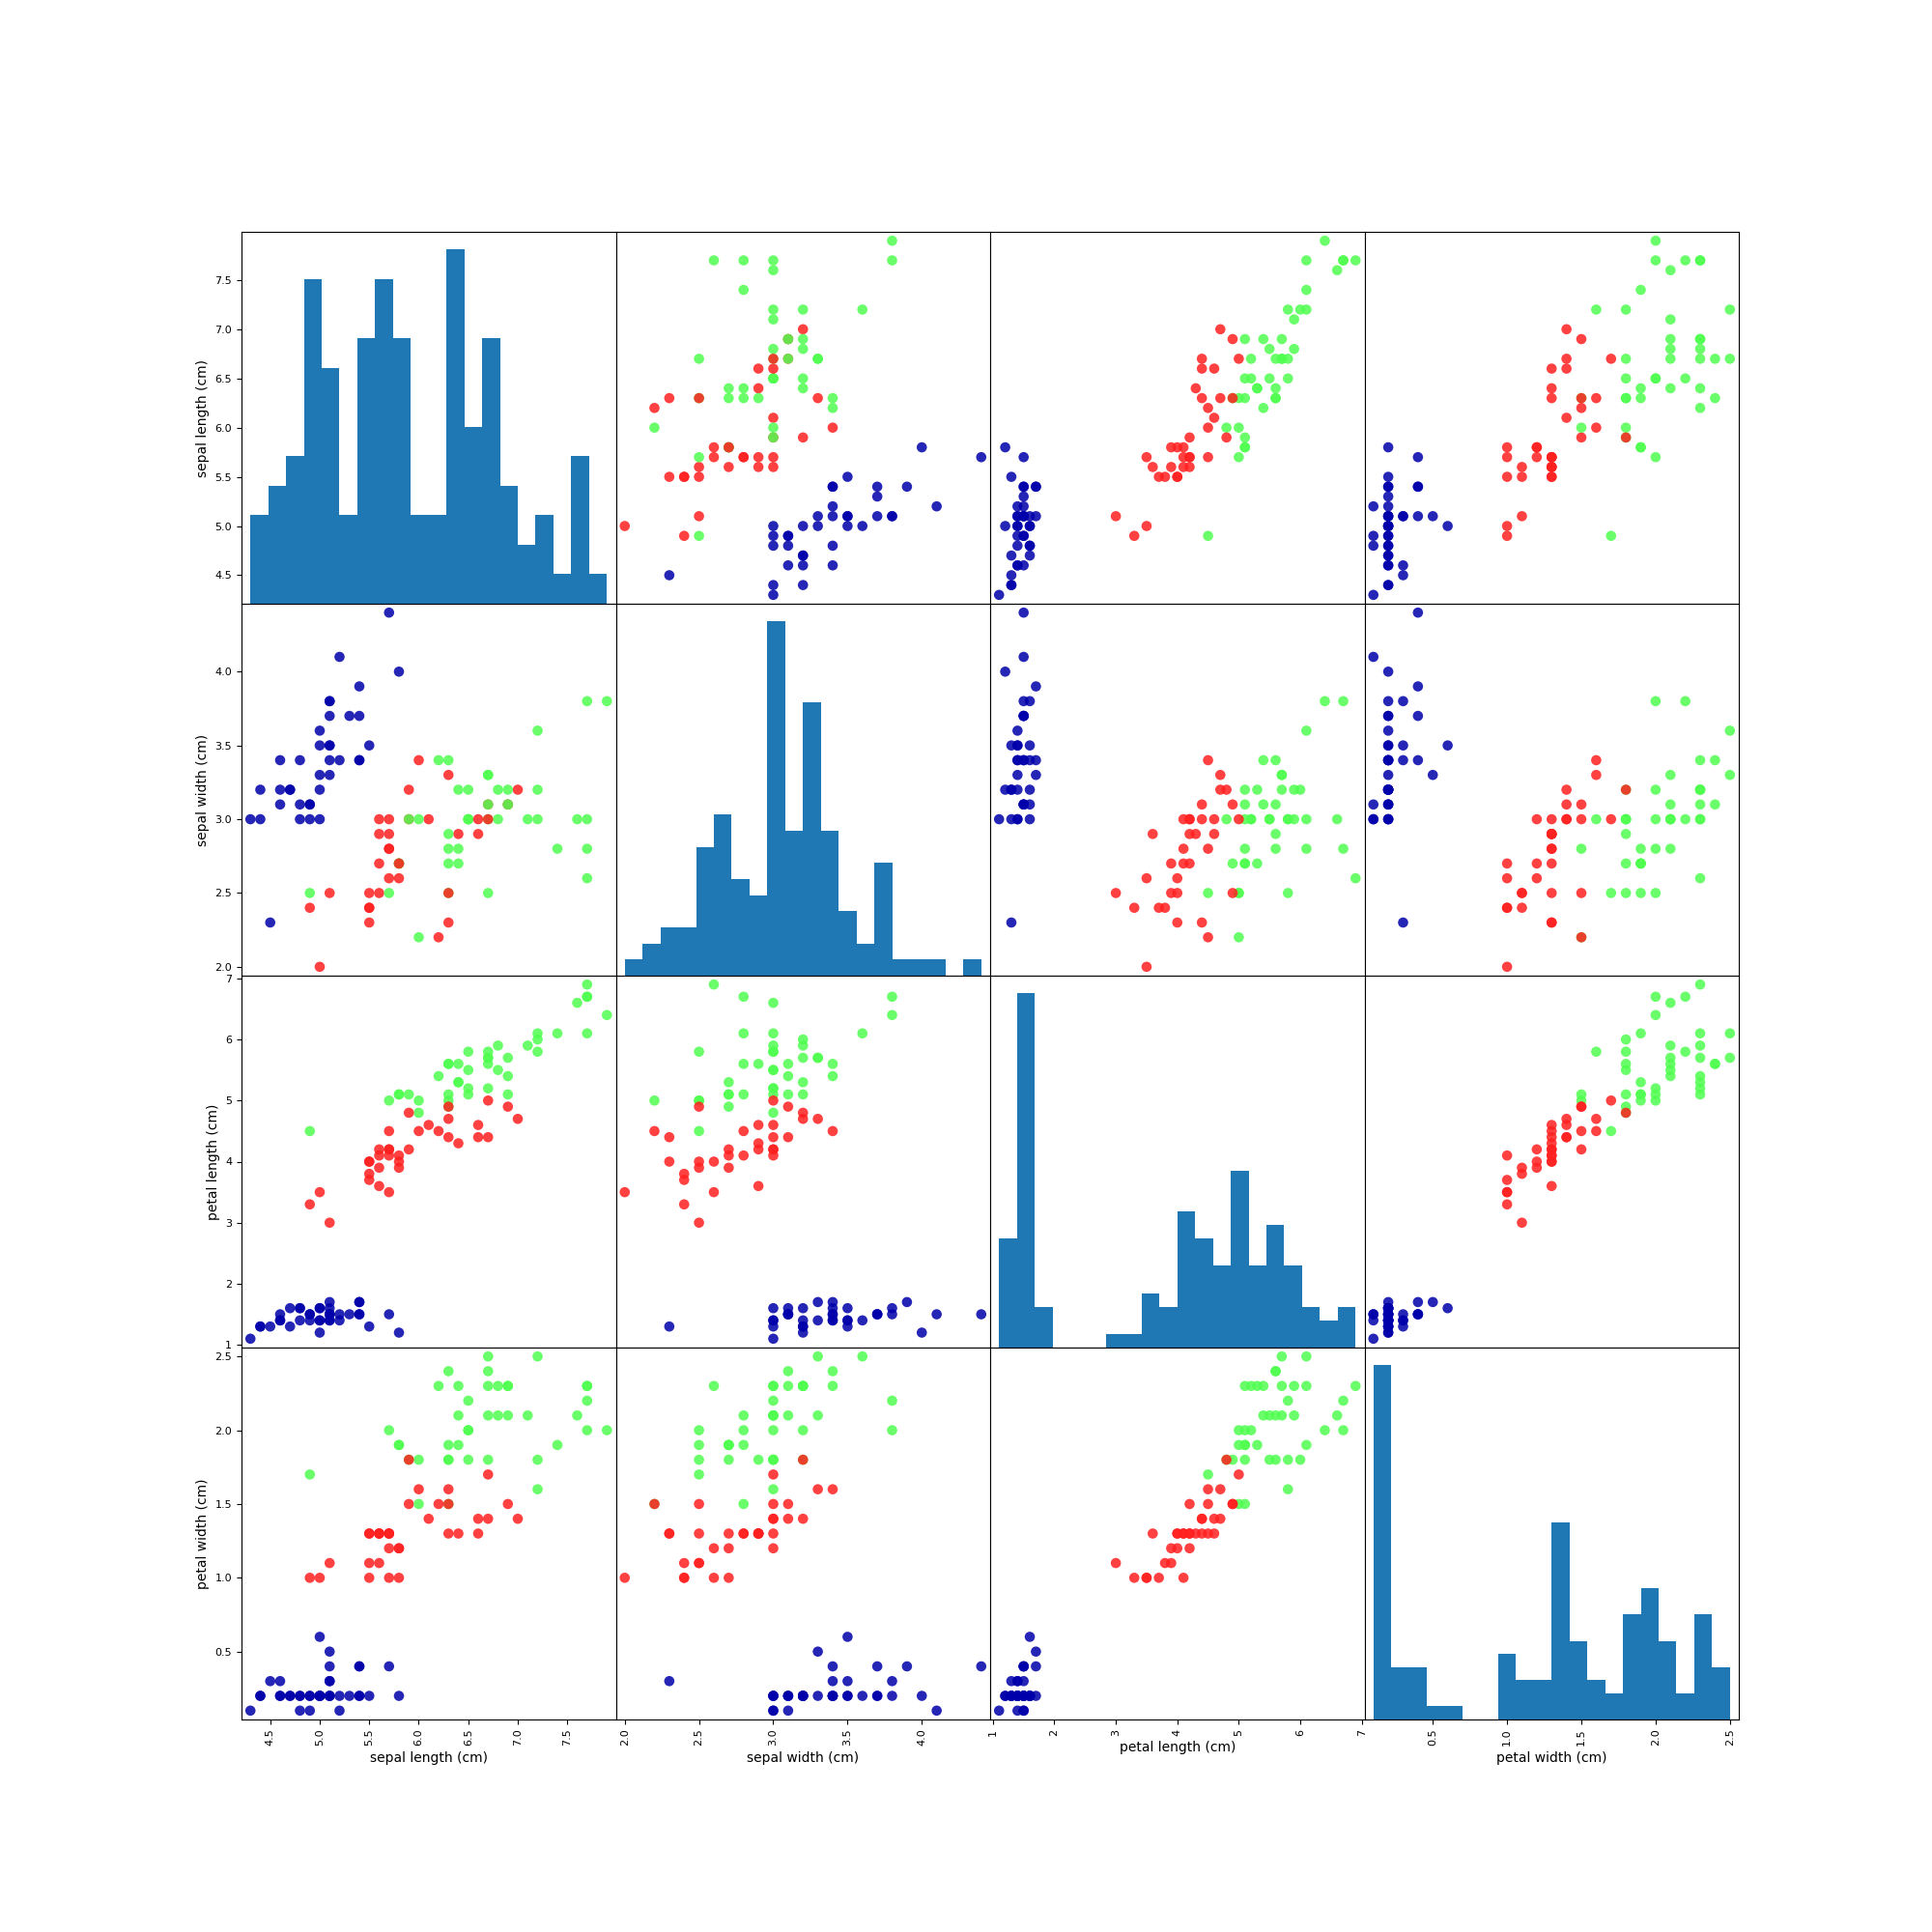 sepal length (cm)
7.5
7.0
6.5
6.0
5.5
5.0
4.5
sepal width (cm)
4.0
3.5
3.0
2.5
2.0
petal length (cm)
7
6
5
4
3
2
1
petal width (cm)
2.5
2.0
1.5
1.0
0.5
4.5 5.0 5.5 6.0 6.5 7.0 7.5
sepal length (cm)
2.0 2.5 3.0 3.5 4.0
sepal width (cm)
1 2 3 4 5 6 7
petal length (cm)
0.5 1.0 1.5 2.0 2.5
petal width (cm)